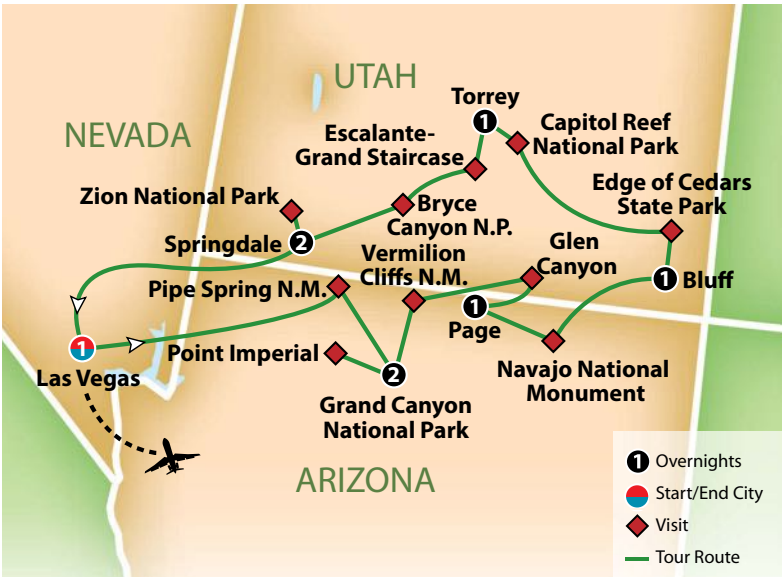 UTAH
NEVADA
Torrey
1
Capitol Reef
National Park
Escalante-
Grand Staircase
Edge of Cedars
State Park
Zion National Park
Bryce
Canyon N.P.
Springdale
2
Vermilion
Cliffs N.M.
Glen
Canyon
1
Bluff
Pipe Spring N.M.
1
Page
1
Las Vegas
Point Imperial
2
Grand Canyon
National Park
Navajo National
Monument
ARIZONA
1 Overnights
Start/End City
Visit
Tour Route